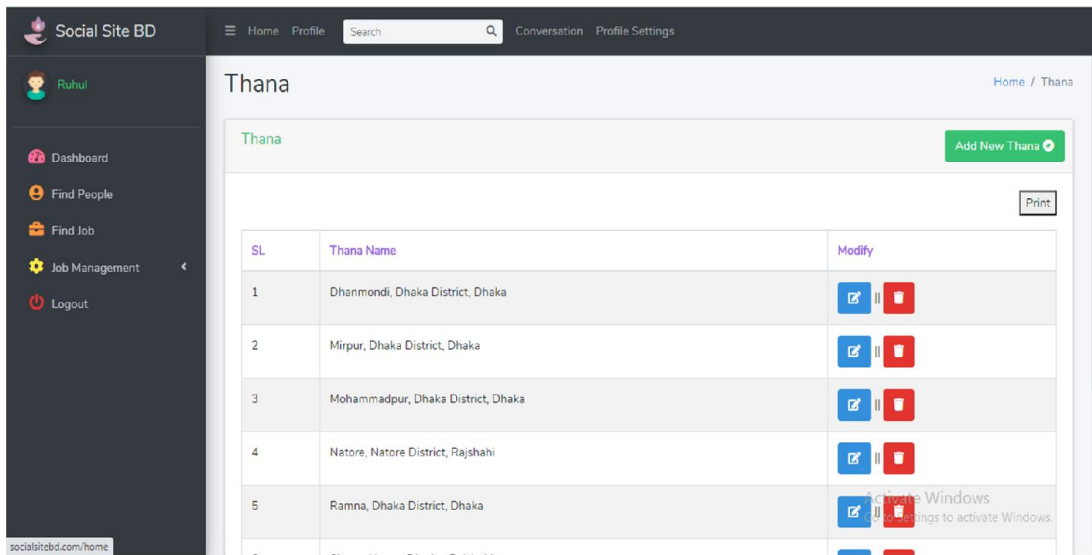 Social Site BD
Home Profile Search Conversation Profile Settings
Ruhul
Thana
Home / Thana
Dashboard
Find People
Find Job
Job Management
Logout
Thana
Add New Thana
Print
SL Thana Name Modify
1 Dhanmondi, Dhaka District, Dhaka ||
2 Mirpur, Dhaka District, Dhaka ||
3 Mohammadpur, Dhaka District, Dhaka ||
4 Natore, Natore District, Rajshahi ||
5 Ramna, Dhaka District, Dhaka ||
Activate Windows
Go to Settings to activate Windows.
socialsitebd.com/home